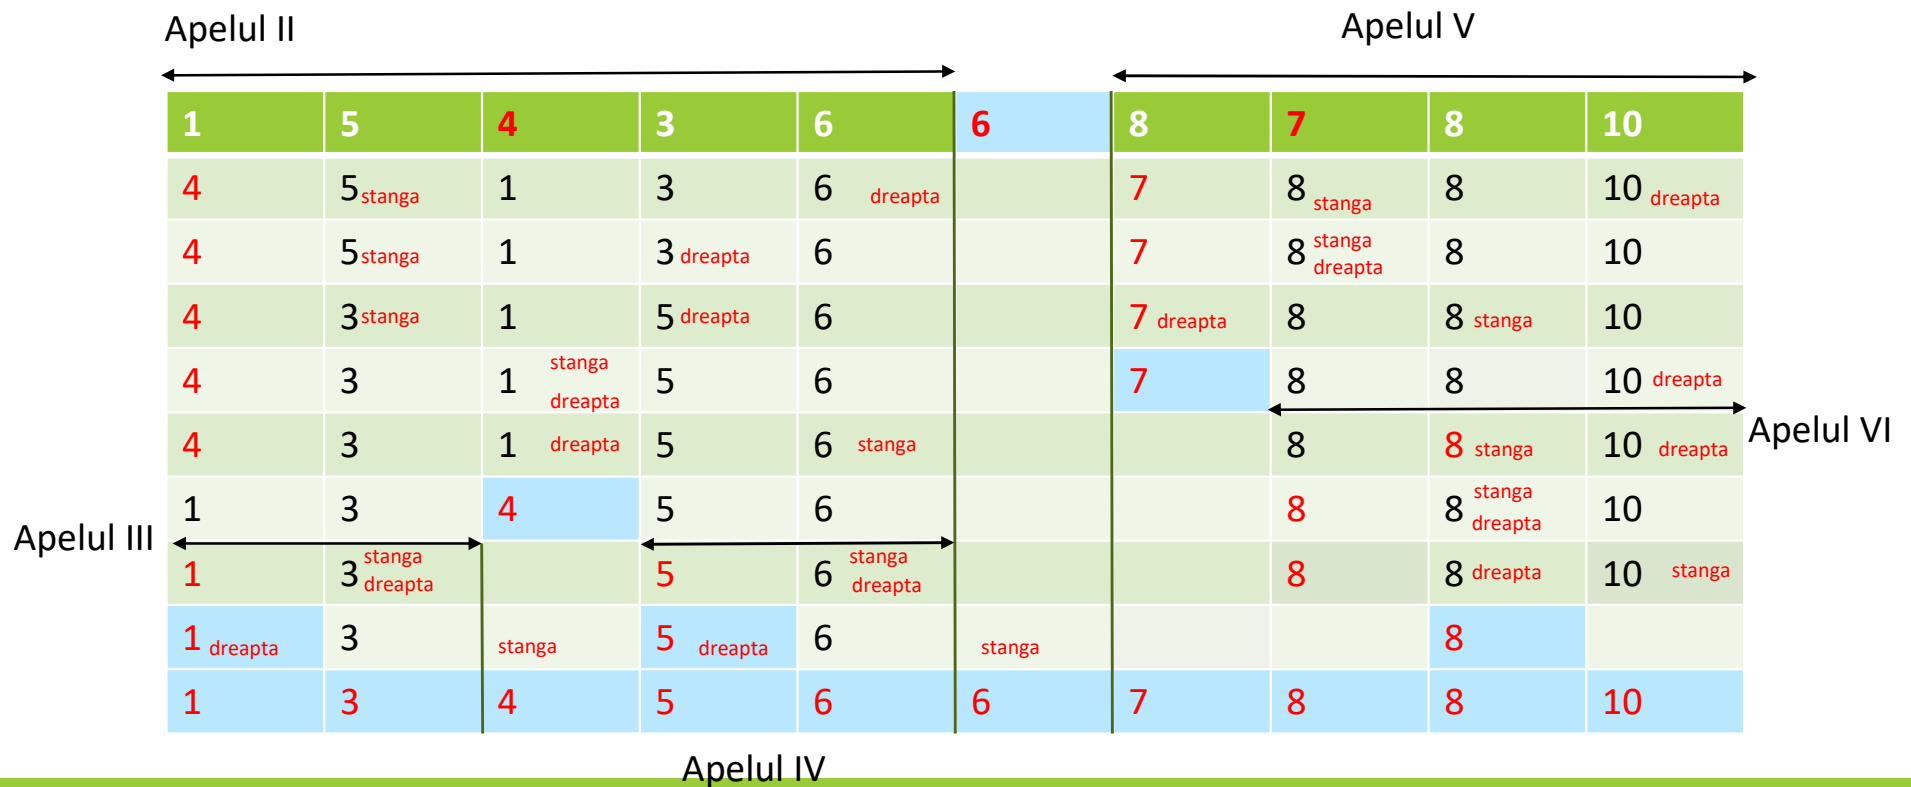 Apelul II Apelul V
1 5 4 3 6 6 8 7 8 10
4 5 stanga 1 3 6 dreapta 7 8 stanga 8 10 dreapta
4 5 stanga 1 3 dreapta 6 7 8 stanga dreapta 8 10
4 3 stanga 1 5 dreapta 6 7 dreapta 8 8 stanga 10
4 3 1 stanga dreapta 5 6 7 8 8 10 dreapta
4 3 1 dreapta 5 6 stanga 8 8 stanga 10 dreapta
Apelul VI
1 3 4 5 6 8 8 stanga dreapta 10
Apelul III
1 3 stanga dreapta 5 6 stanga dreapta 8 8 dreapta 10 stanga
1 dreapta 3 stanga 5 dreapta 6 stanga 8
1 3 4 5 6 6 7 8 8 10
Apelul IV